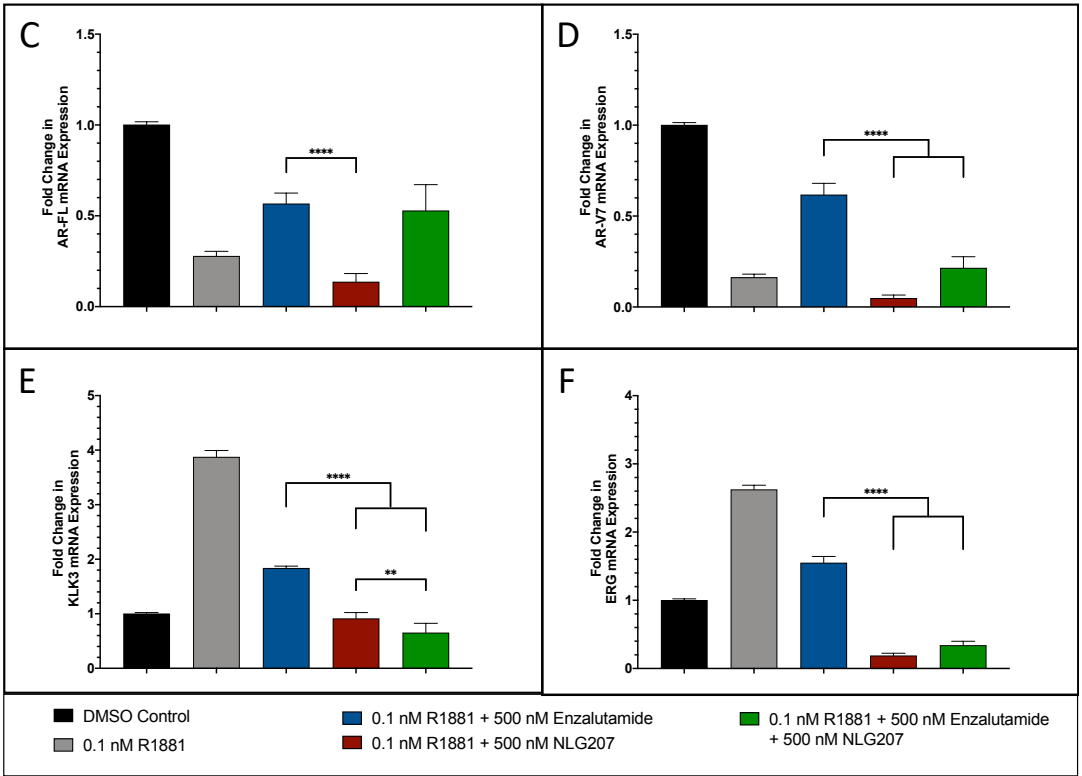 C
Fold Change in
AR-FL mRNA Expression
1.5
1.0
0.5
0.0
****
D
Fold Change in
AR-V7 mRNA Expression
1.5
1.0
0.5
0.0
****
E
Fold Change in
KLK3 mRNA Expression
5
4
3
2
1
0
****
**
F
Fold Change in
ERG mRNA Expression
4
3
2
1
0
****
DMSO Control
0.1 nM R1881
0.1 nM R1881 + 500 nM Enzalutamide
0.1 nM R1881 + 500 nM NLG207
0.1 nM R1881 + 500 nM Enzalutamide
+ 500 nM NLG207